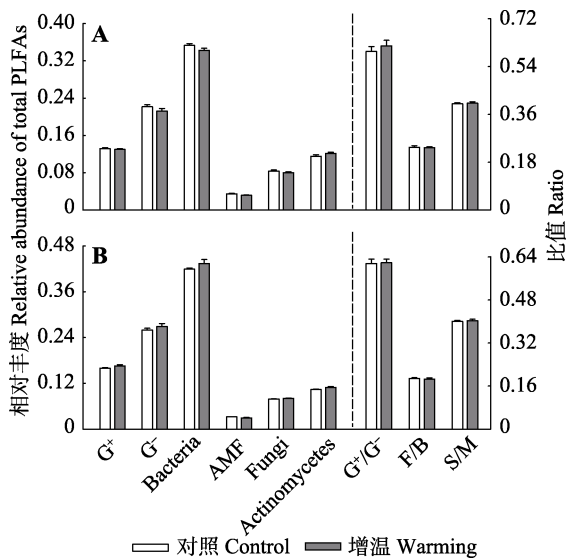 相对丰度 Relative abundance of total PLFAs
A
0.40
0.32
0.24
0.16
0.08
0
0.72
0.54
0.36
0.18
0
比值 Ratio
B
0.48
0.36
0.24
0.12
0
0.64
0.48
0.32
0.16
0
G⁺
G⁻
Bacteria
AMF
Fungi
Actinomycetes
G⁺/G⁻
F/B
S/M
对照 Control 增温 Warming